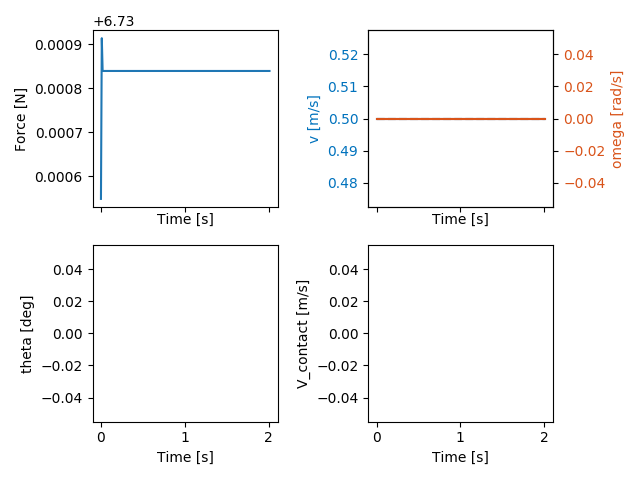 +6.73
0.0009
0.0008
0.0007
0.0006
Force [N]
Time [s]
0.52
0.51
0.50
0.49
0.48
v [m/s]
0.04
0.02
0.00
−0.02
−0.04
omega [rad/s]
Time [s]
0.04
0.02
0.00
−0.02
−0.04
theta [deg]
0 1 2
Time [s]
0.04
0.02
0.00
−0.02
−0.04
V_contact [m/s]
0 1 2
Time [s]